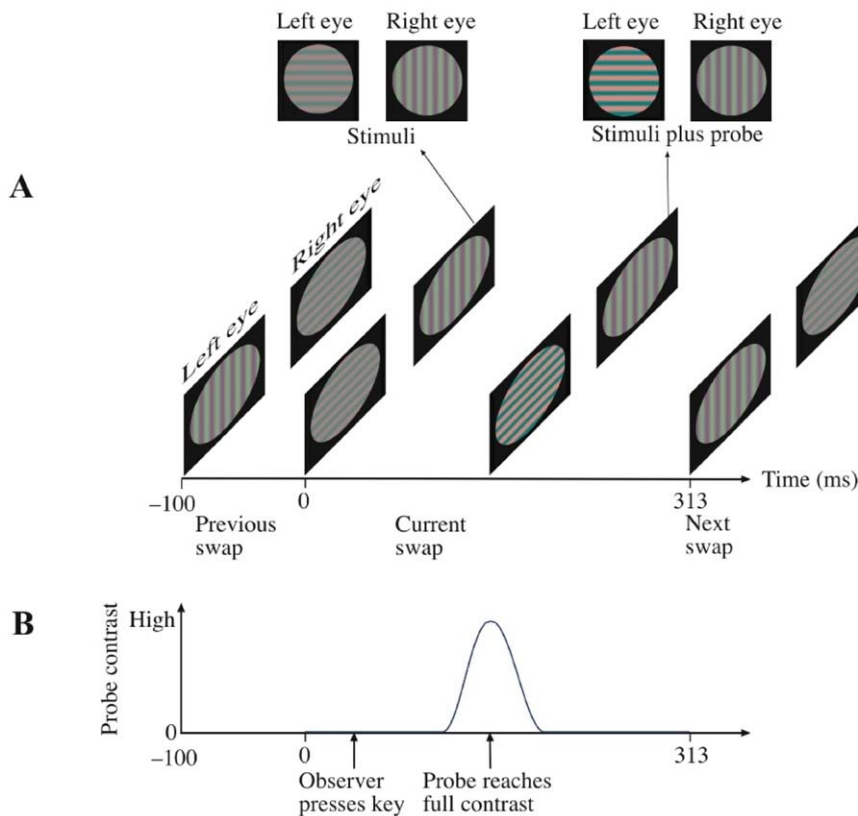 Left eye
Right eye
Left eye
Right eye
Stimuli
Stimuli plus probe
A
Right eye
Left eye
Time (ms)
–100
0
313
Previous
swap
Current
swap
Next
swap
B
Probe contrast
High
0
–100
0
313
Observer
presses key
Probe reaches
full contrast